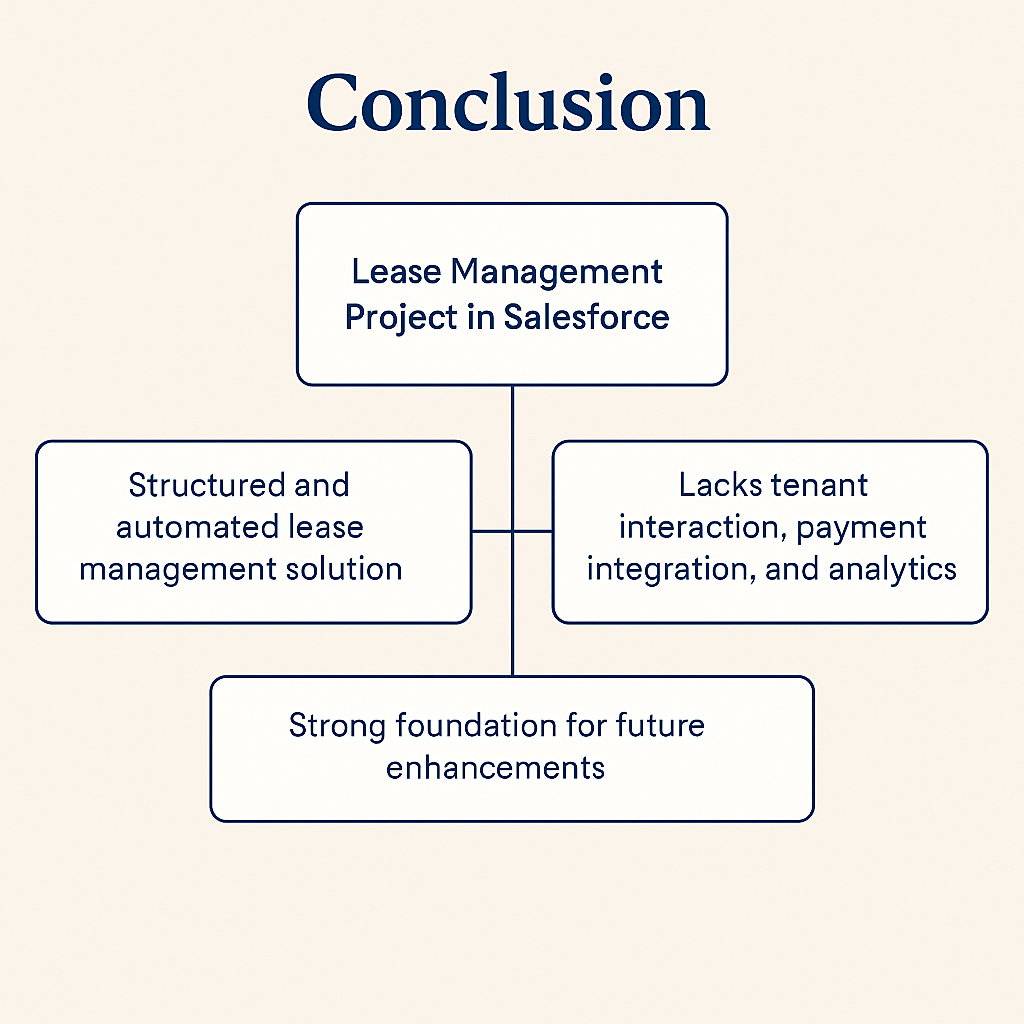 Conclusion
Lease Management
Project in Salesforce
Structured and
automated lease
management solution
Lacks tenant
interaction, payment
integration, and analytics
Strong foundation for future
enhancements